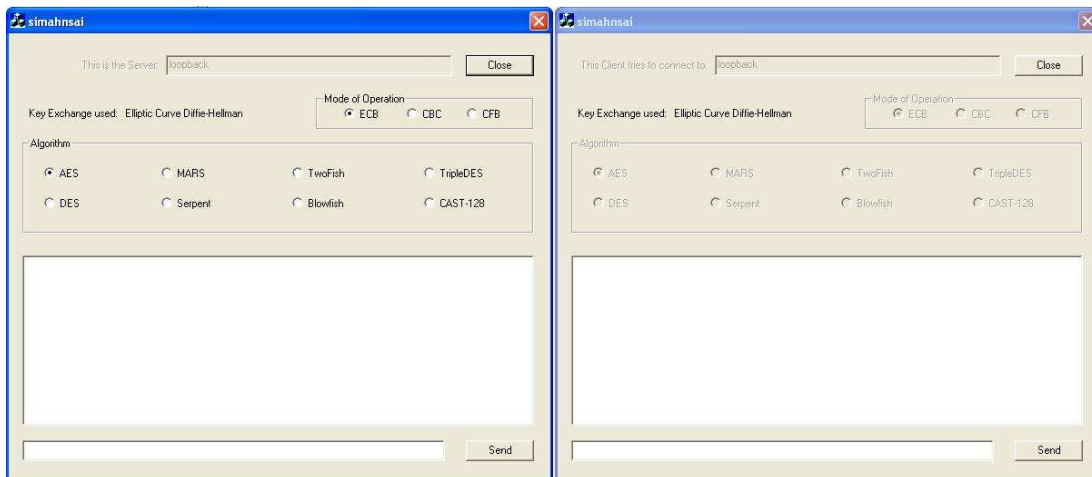 simahnsai
This is the Server: loopback Close
Key Exchange used: Elliptic Curve Diffie-Hellman
Mode of Operation
ECB CBC CFB
Algorithm
AES MARS TwoFish TripleDES
DES Serpent Blowfish CAST-128
Send
simahnsai
This Client tries to connect to: loopback Close
Key Exchange used: Elliptic Curve Diffie-Hellman
Mode of Operation
ECB CBC CFB
Algorithm
AES MARS TwoFish TripleDES
DES Serpent Blowfish CAST-128
Send